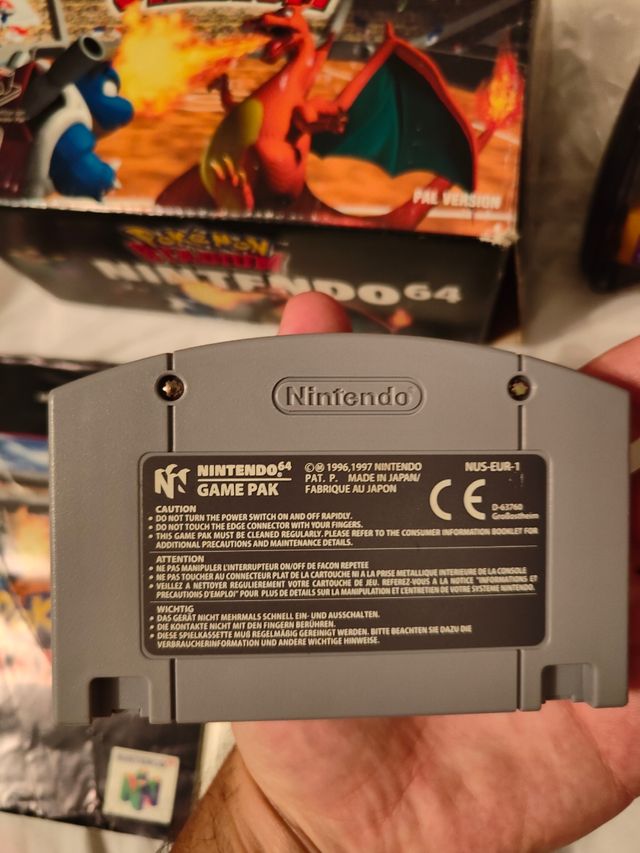 PAL VERSION
POKéMON
STADIUM
NINTENDO 64
Nintendo
NINTENDO 64
GAME PAK
© Ⓜ 1996,1997 NINTENDO
PAT. P. MADE IN JAPAN/
FABRIQUE AU JAPON
NUS-EUR-1
CE
D-63760
Großostheim
CAUTION
• DO NOT TURN THE POWER SWITCH ON AND OFF RAPIDLY.
• DO NOT TOUCH THE EDGE CONNECTOR WITH YOUR FINGERS.
• THIS GAME PAK MUST BE CLEANED REGULARLY. PLEASE REFER TO THE CONSUMER INFORMATION BOOKLET FOR
ADDITIONAL PRECAUTIONS AND MAINTENANCE DETAILS.
ATTENTION
• NE PAS MANIPULER L'INTERRUPTEUR ON/OFF DE FACON REPETEE
• NE PAS TOUCHER AU CONNECTEUR PLAT DE LA CARTOUCHE NI A LA PRISE METALLIQUE INTERIEURE DE LA CONSOLE
• VEILLEZ A NETTOYER REGULIEREMENT VOTRE CARTOUCHE DE JEU. REFEREZ-VOUS A LA NOTICE "INFORMATIONS ET
PRECAUTIONS D'EMPLOI" POUR PLUS DE DETAILS SUR LA MANIPULATION ET L'ENTRETIEN DE VOTRE SYSTEME NINTENDO.
WICHTIG
• DAS GERÄT NICHT MEHRMALS SCHNELL EIN- UND AUSSCHALTEN.
• DIE KONTAKTE NICHT MIT DEN FINGERN BERÜHREN.
• DIESE SPIELKASSETTE MUß REGELMÄßIG GEREINIGT WERDEN. BITTE BEACHTEN SIE DAZU DIE
VERBRAUCHERINFORMATION UND ANDERE WICHTIGE HINWEISE.